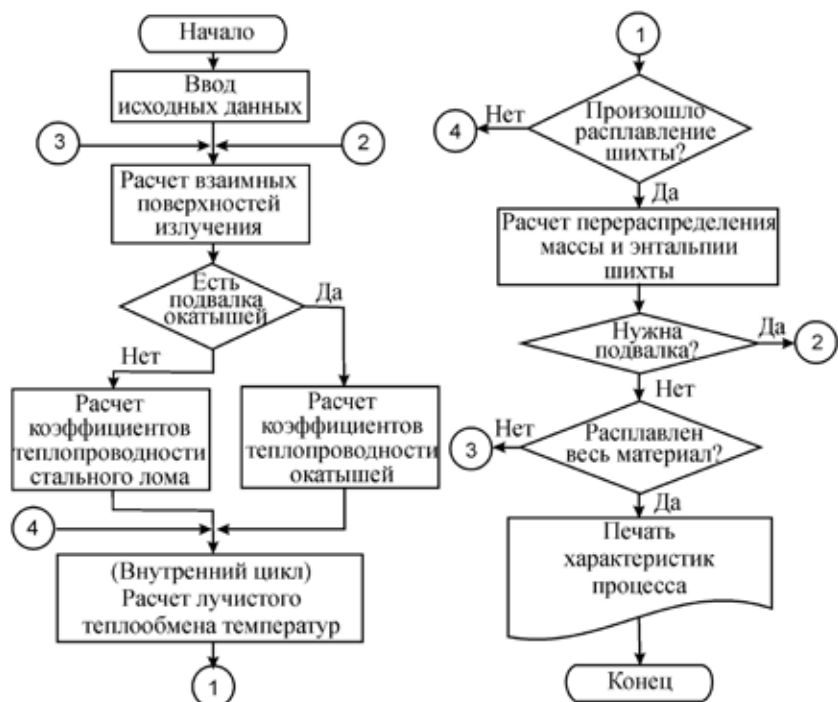 Начало
Ввод
исходных данных
3
2
Расчет взаимных
поверхностей
излучения
Есть
подвалка
окатышей
Да
Нет
Расчет
коэффициентов
теплопроводности
стального лома
Расчет
коэффициентов
теплопроводности
окатышей
4
(Внутренний цикл)
Расчет лучистого
теплообмена температур
1
1
Произошло
расплавление
шихты?
Нет
4
Да
Расчет перераспределения
массы и энтальпии
шихты
Нужна
подвалка?
Да
2
Нет
Расплавлен
весь материал?
Нет
3
Да
Печать
характеристик
процесса
Конец